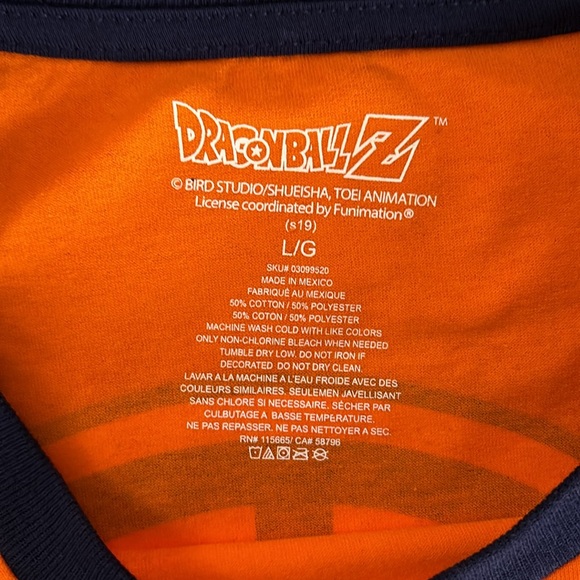 DRAGONBALL Z ™
© BIRD STUDIO/SHUEISHA, TOEI ANIMATION
License coordinated by Funimation®
(s19)
L/G
SKU# 03099520
MADE IN MEXICO
FABRIQUÉ AU MEXIQUE
50% COTTON / 50% POLYESTER
50% COTTON / 50% POLYESTER
MACHINE WASH COLD WITH LIKE COLORS
ONLY NON-CHLORINE BLEACH WHEN NEEDED
TUMBLE DRY LOW. DO NOT IRON IF
DECORATED. DO NOT DRY CLEAN.
LAVAR A LA MACHINE A L'EAU FROIDE AVEC DES
COULEURS SIMILAIRES. SEULEMEN JAVELLISANT
SANS CHLORE SI NECESSAIRE. SÉCHER PAR
CULBUTAGE A BASSE TEMPERATUR.
NE PAS REPASSER. NE PAS NETTOYER A SEC.
RN# 115665/ CA# 58796